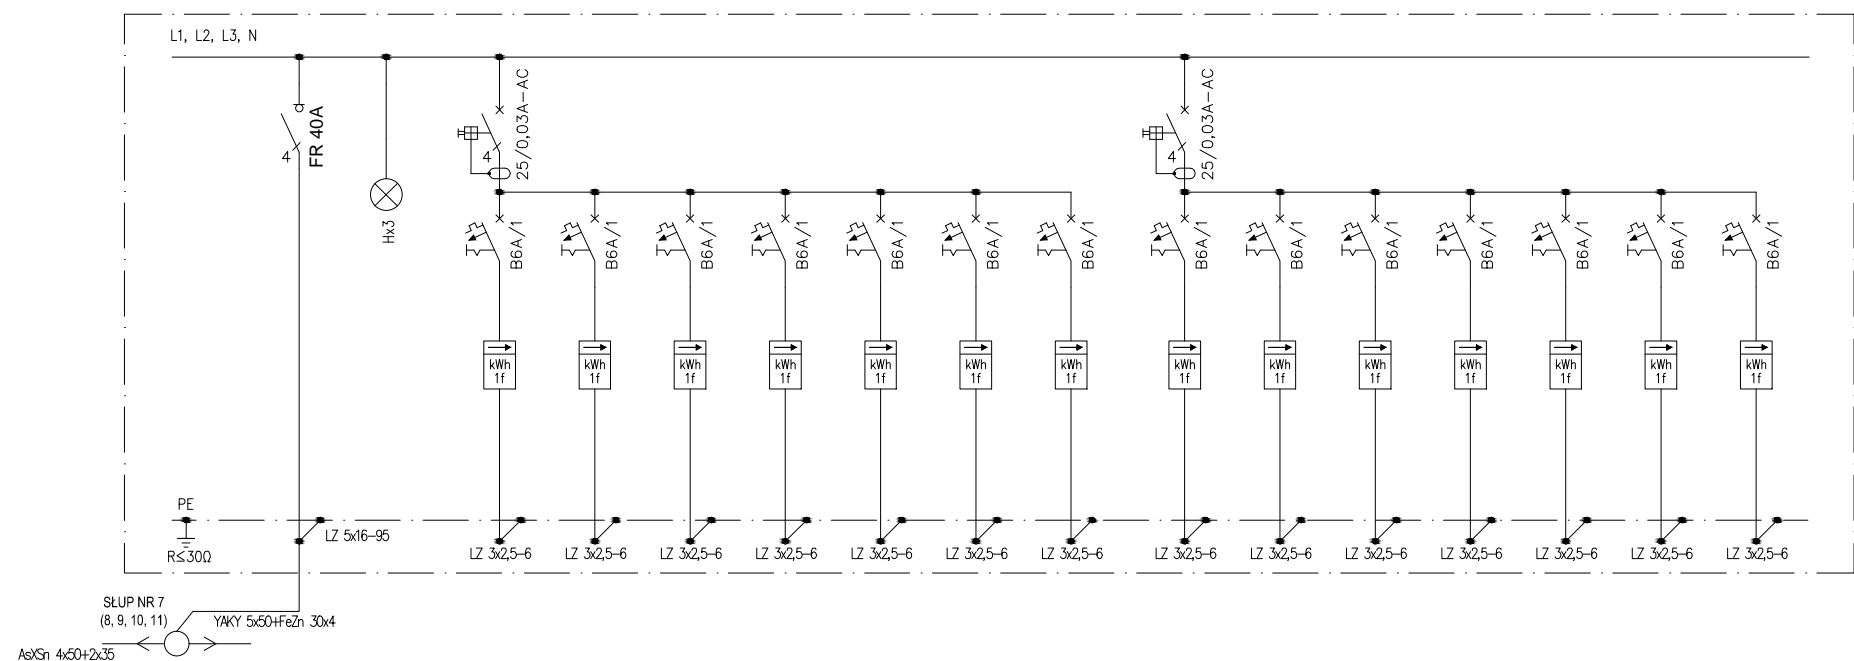 L1, L2, L3, N
4
FR 40A
Hx3
4
25/0,03A-AC
4
25/0,03A-AC
B6A/1
B6A/1
B6A/1
B6A/1
B6A/1
B6A/1
B6A/1
B6A/1
B6A/1
B6A/1
B6A/1
B6A/1
B6A/1
B6A/1
kWh
1f
kWh
1f
kWh
1f
kWh
1f
kWh
1f
kWh
1f
kWh
1f
kWh
1f
kWh
1f
kWh
1f
kWh
1f
kWh
1f
kWh
1f
kWh
1f
PE
R≤30Ω
LZ 5x16-95
LZ 3x2,5-6
LZ 3x2,5-6
LZ 3x2,5-6
LZ 3x2,5-6
LZ 3x2,5-6
LZ 3x2,5-6
LZ 3x2,5-6
LZ 3x2,5-6
LZ 3x2,5-6
LZ 3x2,5-6
LZ 3x2,5-6
LZ 3x2,5-6
LZ 3x2,5-6
LZ 3x2,5-6
SŁUP NR 7
(8, 9, 10, 11)
YAKY 5x50+FeZn 30x4
AsXSn 4x50+2x35